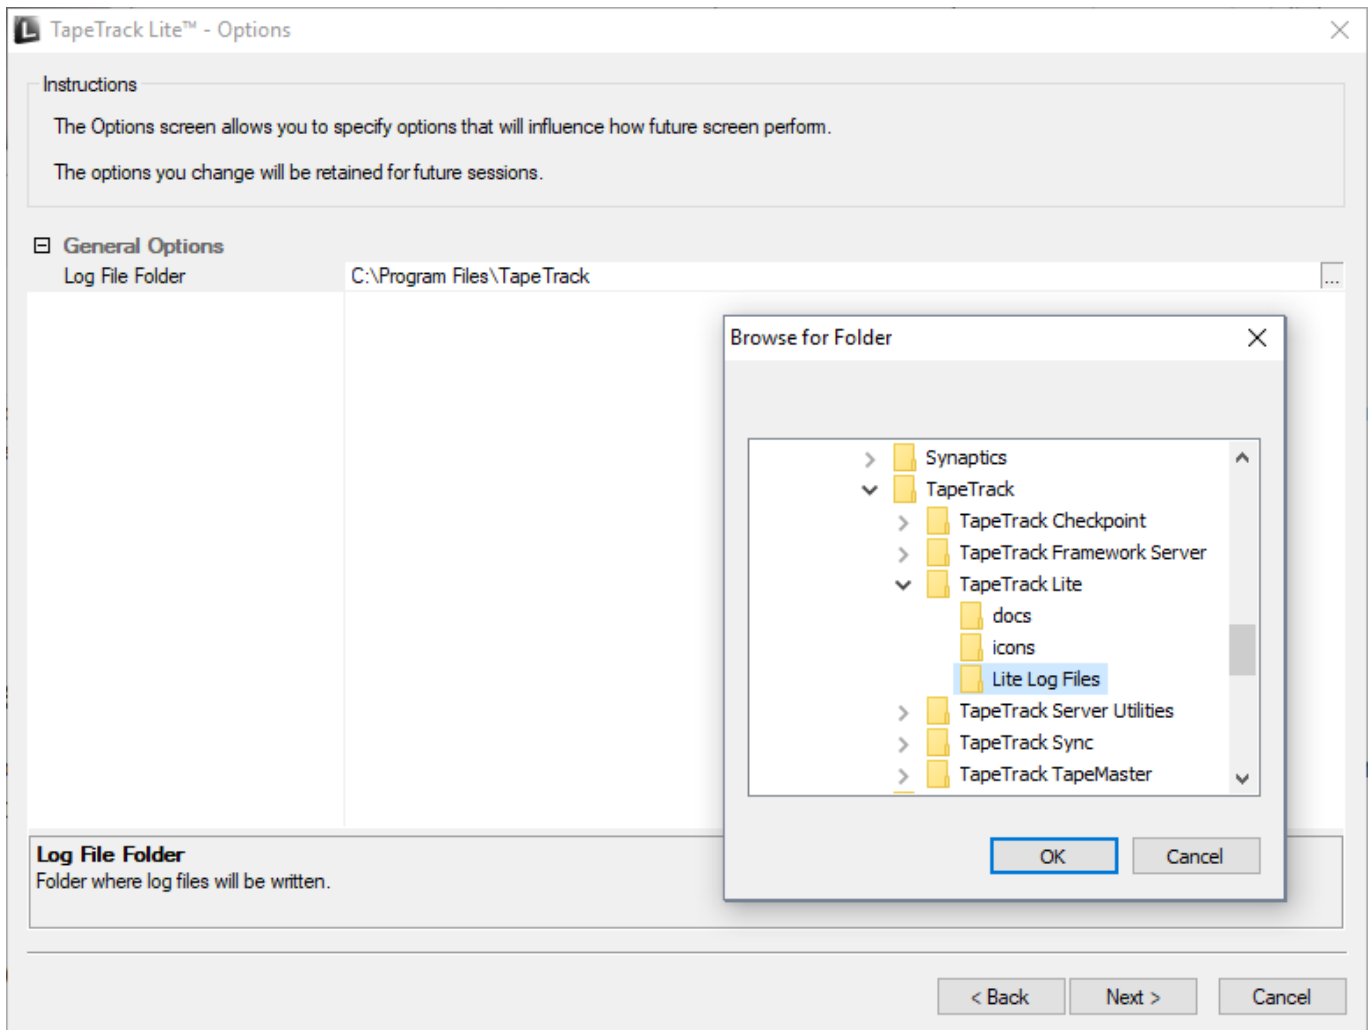 TapeTrack Lite™ - Options
Instructions
The Options screen allows you to specify options that will influence how future screen perform.
The options you change will be retained for future sessions.
General Options
Log File Folder C:\Program Files\TapeTrack ...
Browse for Folder
Synaptics
TapeTrack
TapeTrack Checkpoint
TapeTrack Framework Server
TapeTrack Lite
docs
icons
Lite Log Files
TapeTrack Server Utilities
TapeTrack Sync
TapeTrack TapeMaster
OK Cancel
Log File Folder
Folder where log files will be written.
< Back Next > Cancel